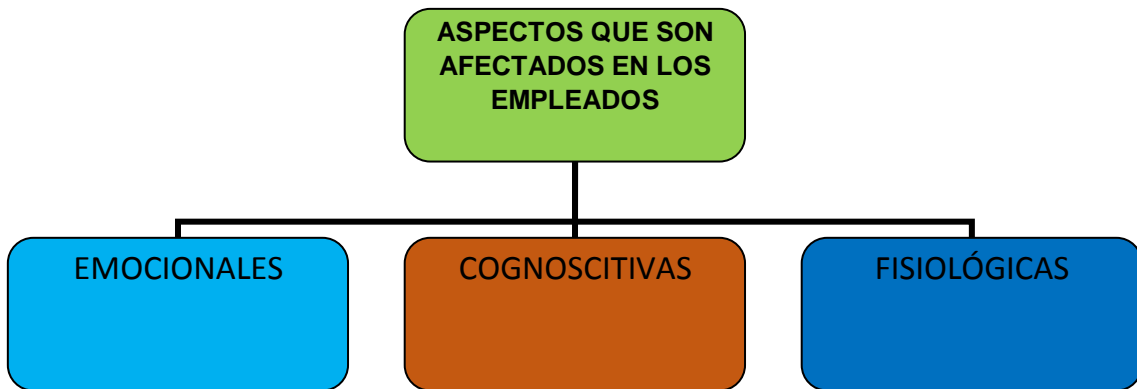 ASPECTOS QUE SON
AFECTADOS EN LOS
EMPLEADOS
EMOCIONALES
COGNOSCITIVAS
FISIOLÓGICAS